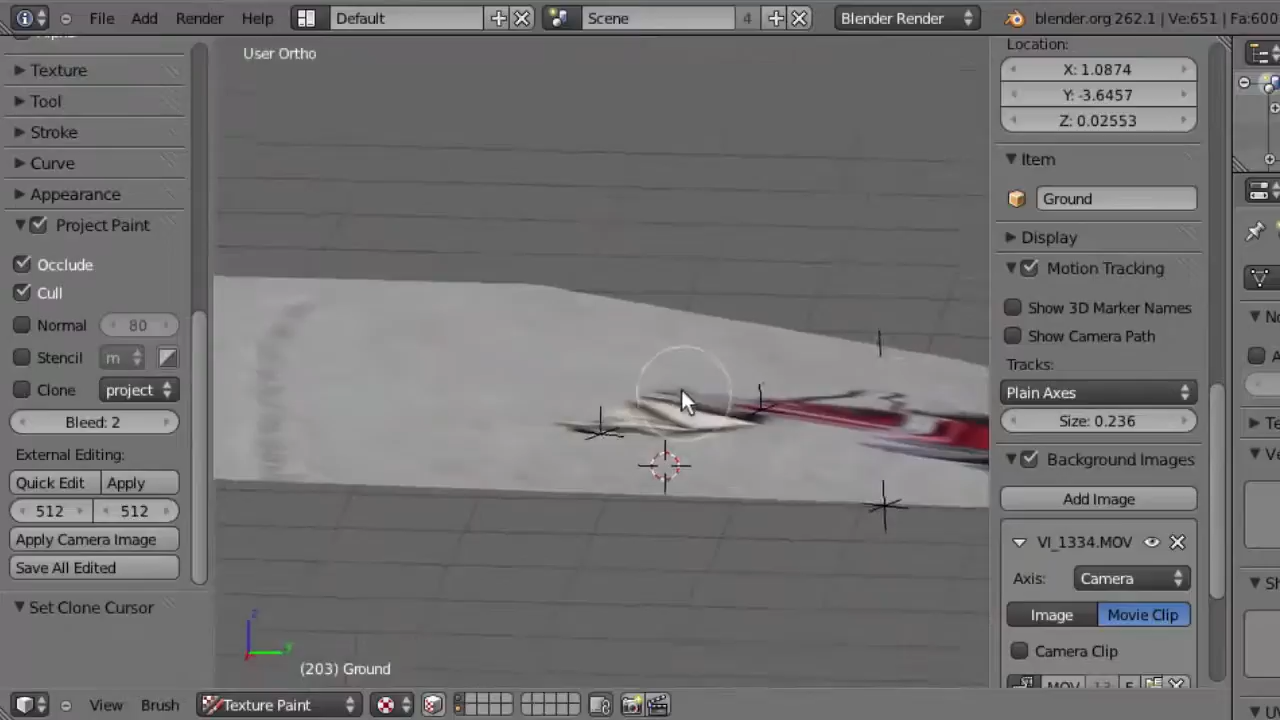 File Add Render Help Default Scene 4 Blender Render blender.org 262.1 | Ve:651 | Fa:600
User Ortho
Texture
Tool
Stroke
Curve
Appearance
Project Paint
Occlude
Cull
Normal 80
Stencil m
Clone project
Bleed: 2
External Editing:
Quick Edit Apply
512 512
Apply Camera Image
Save All Edited
Set Clone Cursor
z
y
(203) Ground
View Brush Texture Paint
Location:
X: 1.0874
Y: -3.6457
Z: 0.02553
Item
Ground
Display
Motion Tracking
Show 3D Marker Names
Show Camera Path
Tracks:
Plain Axes
Size: 0.236
Background Images
Add Image
VI_1334.MOV
Axis: Camera
Image Movie Clip
Camera Clip